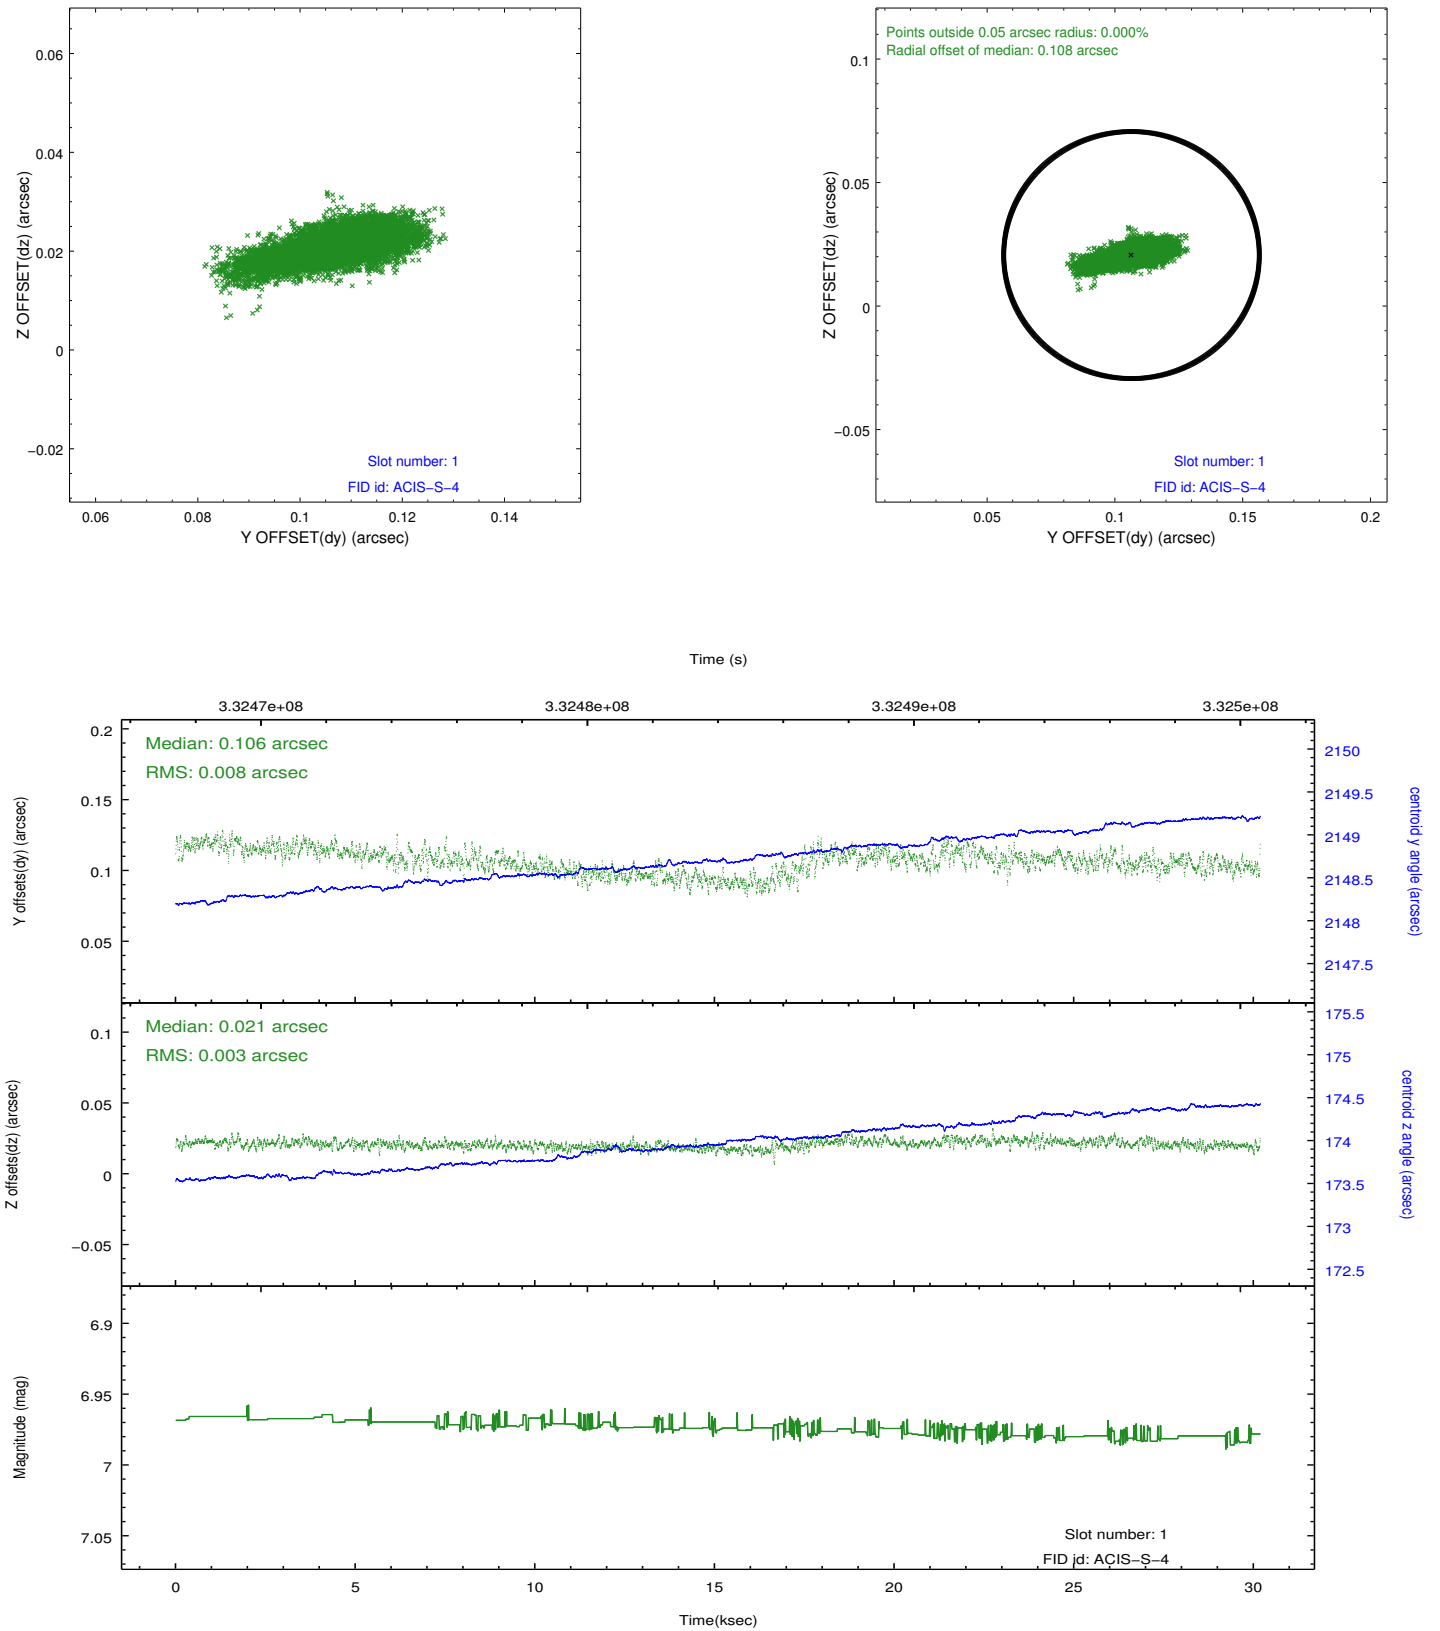 0.06
0.04
0.02
0
−0.02
0.06
0.08
0.1
0.12
0.14
Z OFFSET(dz) (arcsec)
Y OFFSET(dy) (arcsec)
Slot number: 1
FID id: ACIS−S−4
Points outside 0.05 arcsec radius: 0.000%
Radial offset of median: 0.108 arcsec
0.1
0.05
0
−0.05
0.05
0.1
0.15
0.2
Z OFFSET(dz) (arcsec)
Y OFFSET(dy) (arcsec)
Slot number: 1
FID id: ACIS−S−4
Time (s)
3.3247e+08
3.3248e+08
3.3249e+08
3.325e+08
Median: 0.106 arcsec
RMS: 0.008 arcsec
0.2
0.15
0.1
0.05
Y offsets(dy) (arcsec)
2150
2149.5
2149
2148.5
2148
2147.5
centroid y angle (arcsec)
Median: 0.021 arcsec
RMS: 0.003 arcsec
0.1
0.05
0
−0.05
Z offsets(dz) (arcsec)
175.5
175
174.5
174
173.5
173
172.5
centroid z angle (arcsec)
6.9
6.95
7
7.05
Magnitude (mag)
Slot number: 1
FID id: ACIS−S−4
0
5
10
15
20
25
30
Time(ksec)